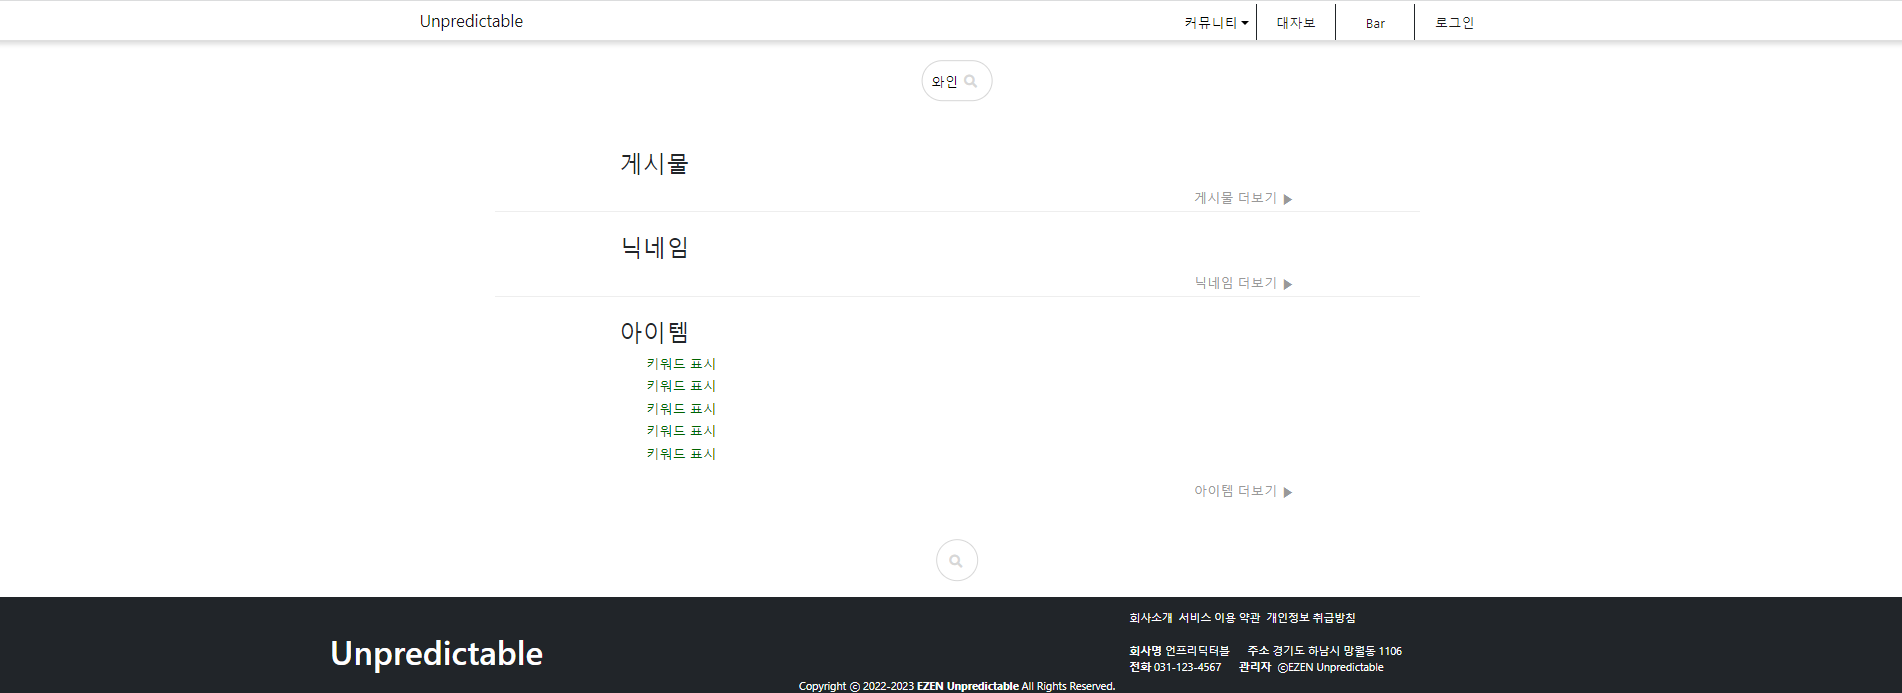 Unpredictable 커뮤니티 대자보 Bar 로그인
와인
게시물
게시물 더보기 ▶
닉네임
닉네임 더보기 ▶
아이템
키워드 표시
키워드 표시
키워드 표시
키워드 표시
키워드 표시
아이템 더보기 ▶
회사소개 서비스 이용 약관 개인정보 취급방침
Unpredictable
회사명 언프리딕터블 주소 경기도 하남시 망월동 1106
전화 031-123-4567 관리자 ⓒEZEN Unpredictable
Copyright ⓒ 2022-2023 EZEN Unpredictable All Rights Reserved.